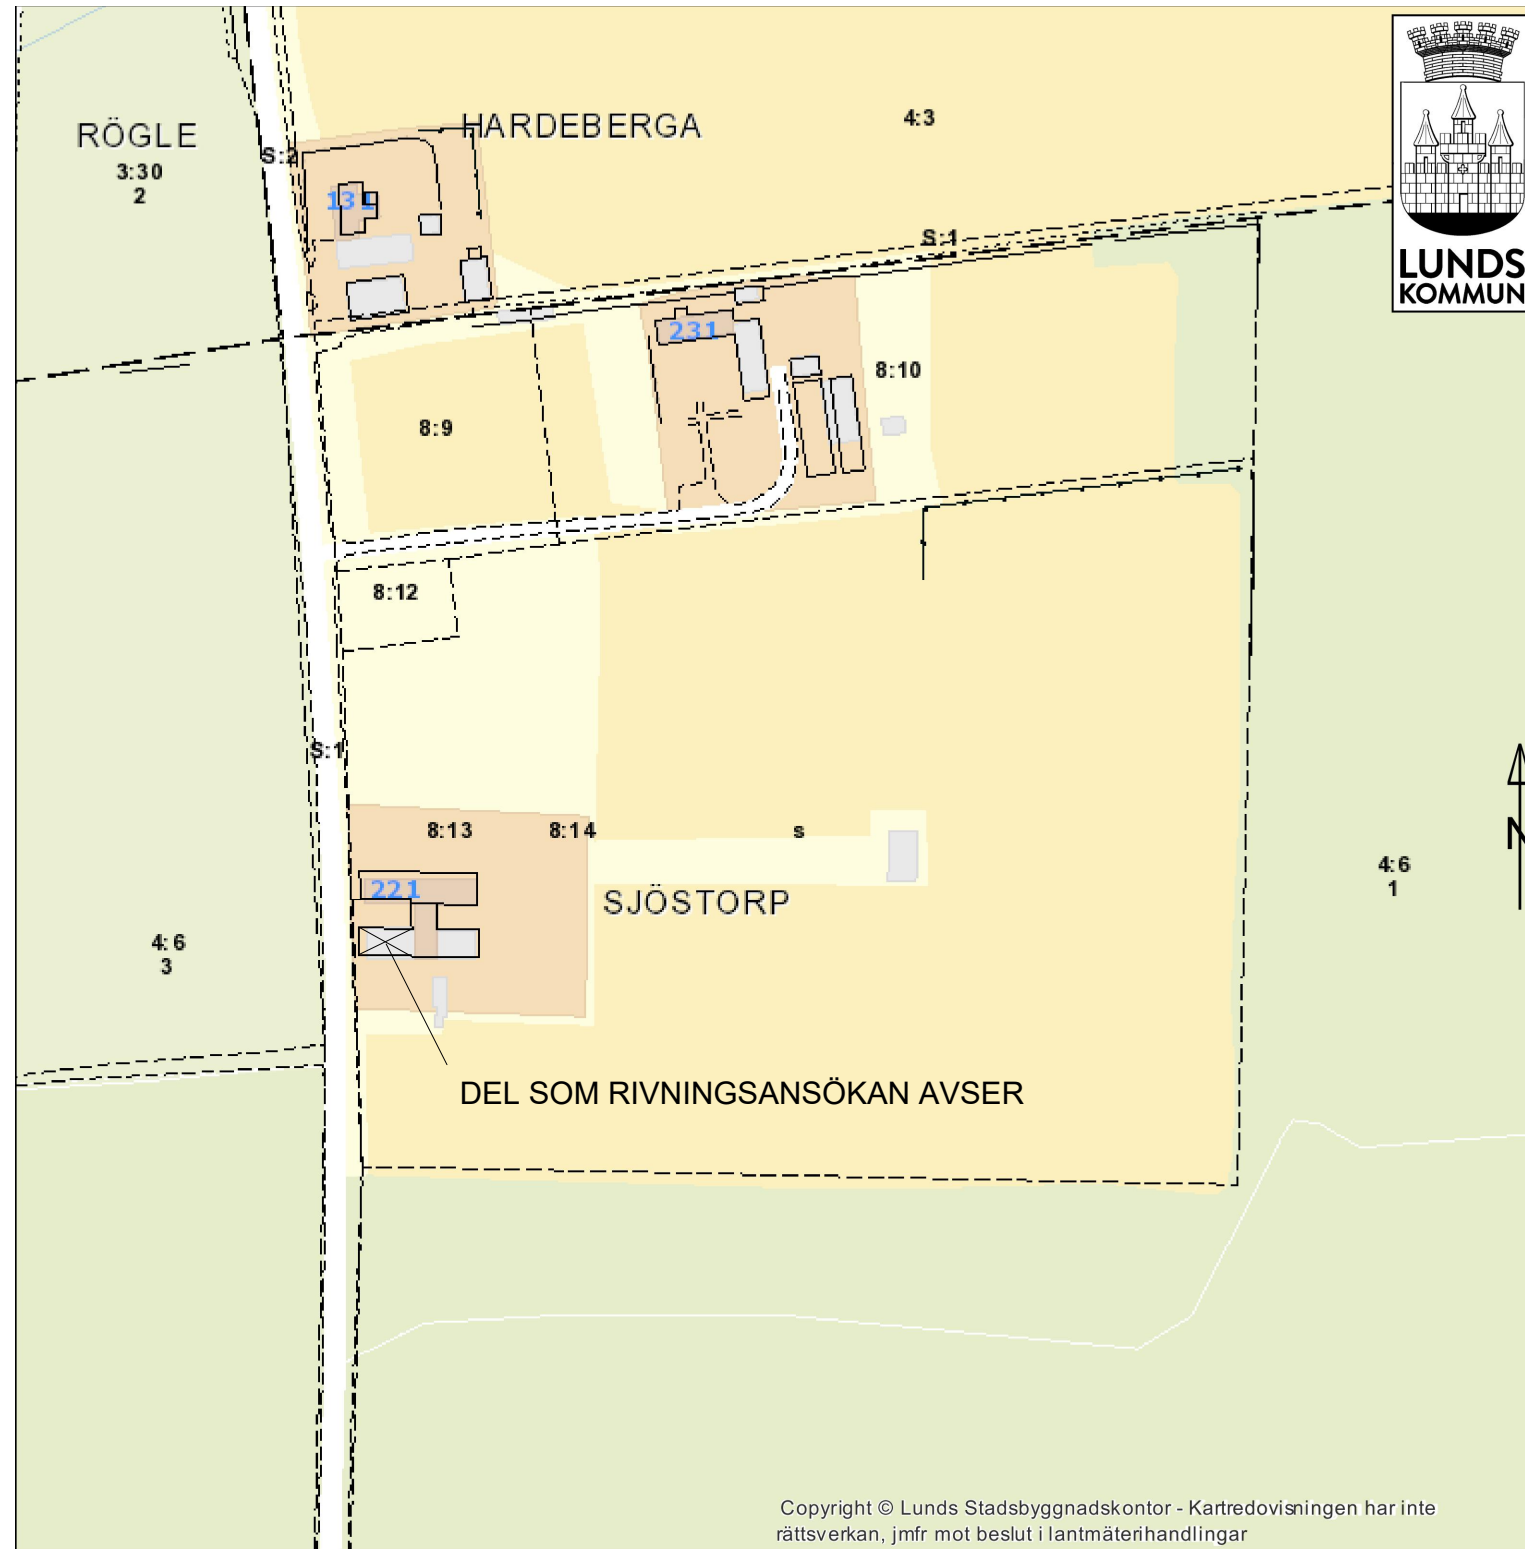 LUNDS
KOMMUN
HARDEBERGA
4:3
RÖGLE
3:30
2
S:2
131
S:1
231
8:10
8:9
8:12
S:1
8:13
8:14
s
221
SJÖSTORP
4:6
1
N
4:6
3
DEL SOM RIVNINGSANSÖKAN AVSER
Copyright © Lunds Stadsbyggnadskontor - Kartredovisningen har inte
rättsverkan, jmfr mot beslut i lantmäterihandlingar